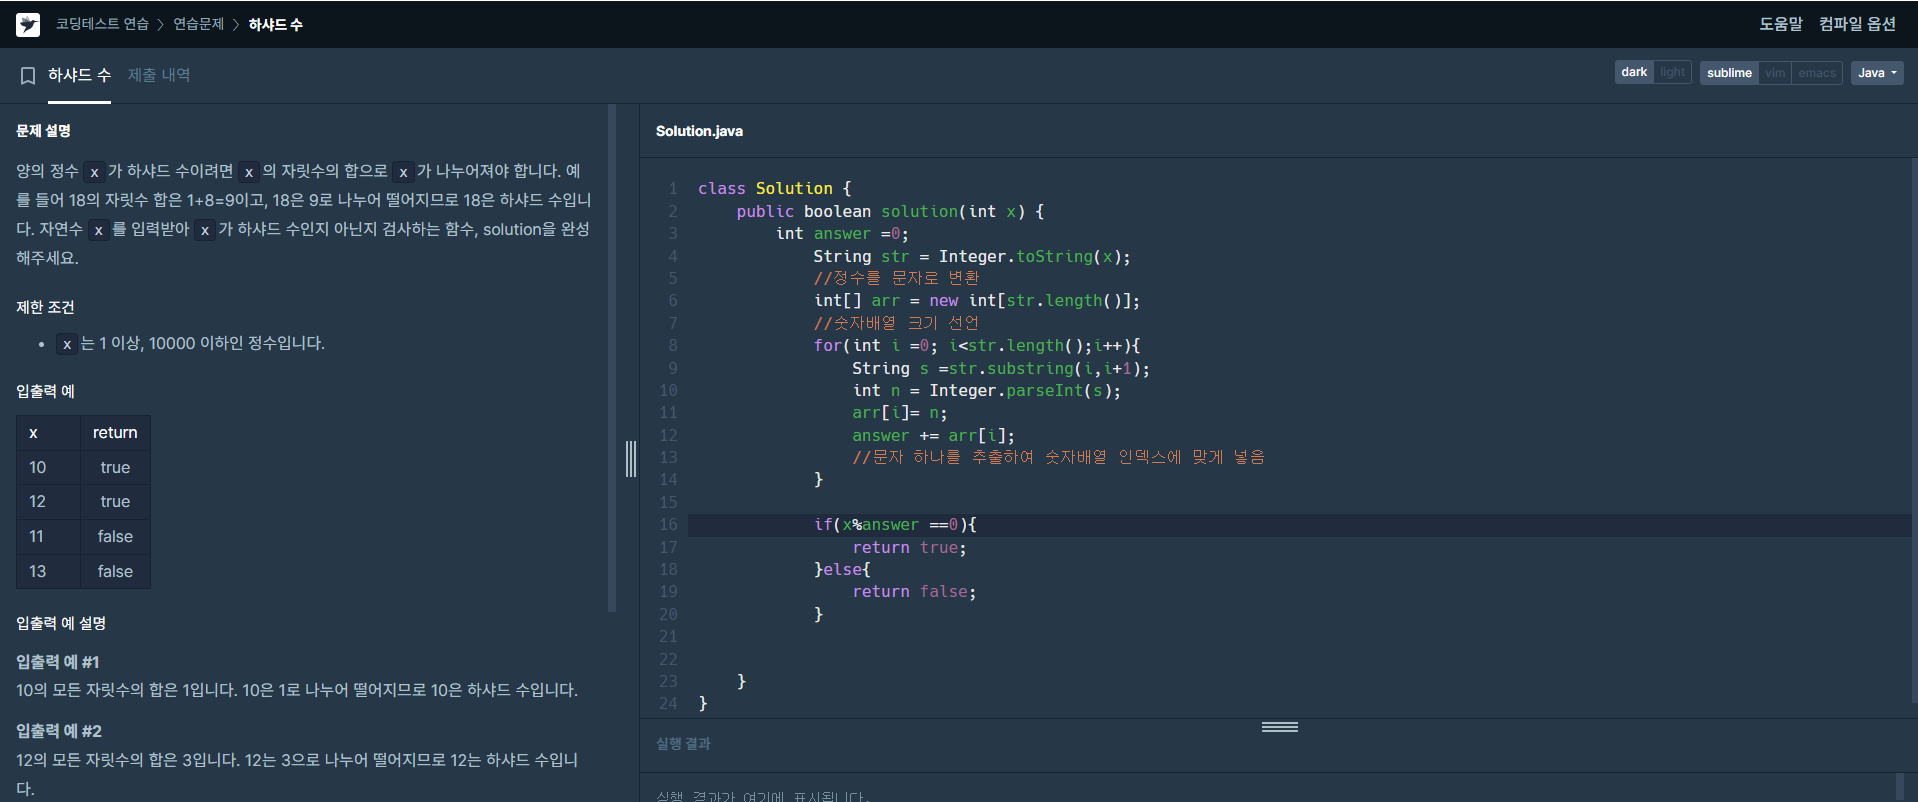 코딩테스트 연습 > 연습문제 > 하샤드 수
도움말 컴파일 옵션
하샤드 수 제출 내역
dark light sublime vim emacs Java
문제 설명
양의 정수 x 가 하샤드 수이려면 x 의 자릿수의 합으로 x 가 나누어져야 합니다. 예
를 들어 18의 자릿수 합은 1+8=9이고, 18은 9로 나누어 떨어지므로 18은 하샤드 수입니
다. 자연수 x 를 입력받아 x 가 하샤드 수인지 아닌지 검사하는 함수, solution을 완성
해주세요.
제한 조건
• x 는 1 이상, 10000 이하인 정수입니다.
입출력 예
x return
10 true
12 true
11 false
13 false
입출력 예 설명
입출력 예 #1
10의 모든 자릿수의 합은 1입니다. 10은 1로 나누어 떨어지므로 10은 하샤드 수입니다.
입출력 예 #2
12의 모든 자릿수의 합은 3입니다. 12는 3으로 나누어 떨어지므로 12는 하샤드 수입니
다.
Solution.java
1 class Solution {
2 public boolean solution(int x) {
3 int answer =0;
4 String str = Integer.toString(x);
5 //정수를 문자로 변환
6 int[] arr = new int[str.length()];
7 //숫자배열 크기 선언
8 for(int i =0; i<str.length();i++){
9 String s =str.substring(i,i+1);
10 int n = Integer.parseInt(s);
11 arr[i]= n;
12 answer += arr[i];
13 //문자 하나를 추출하여 숫자배열 인덱스에 맞게 넣음
14 }
15
16 if(x%answer ==0){
17 return true;
18 }else{
19 return false;
20 }
21
22
23 }
24 }
실행 결과
실행 결과가 여기에 표시됩니다.